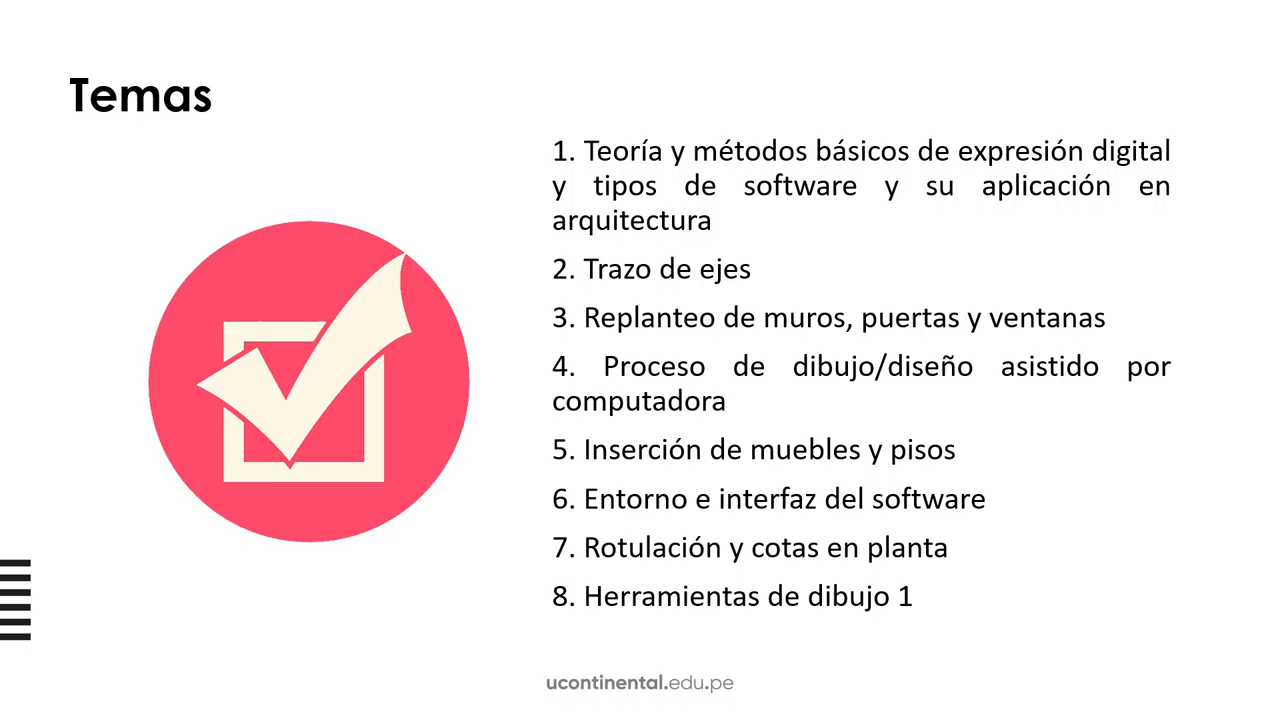 Temas
1. Teoría y métodos básicos de expresión digital
y tipos de software y su aplicación en
arquitectura
2. Trazo de ejes
3. Replanteo de muros, puertas y ventanas
4. Proceso de dibujo/diseño asistido por
computadora
5. Inserción de muebles y pisos
6. Entorno e interfaz del software
7. Rotulación y cotas en planta
8. Herramientas de dibujo 1
ucontinental.edu.pe